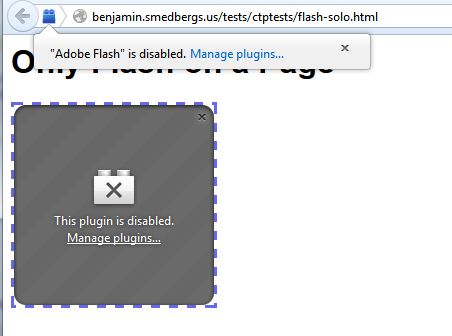 benjamin.smedbergs.us/tests/ctptests/flash-solo.html
"Adobe Flash" is disabled. Manage plugins...
Only Flash on a Page
This plugin is disabled.
Manage plugins...